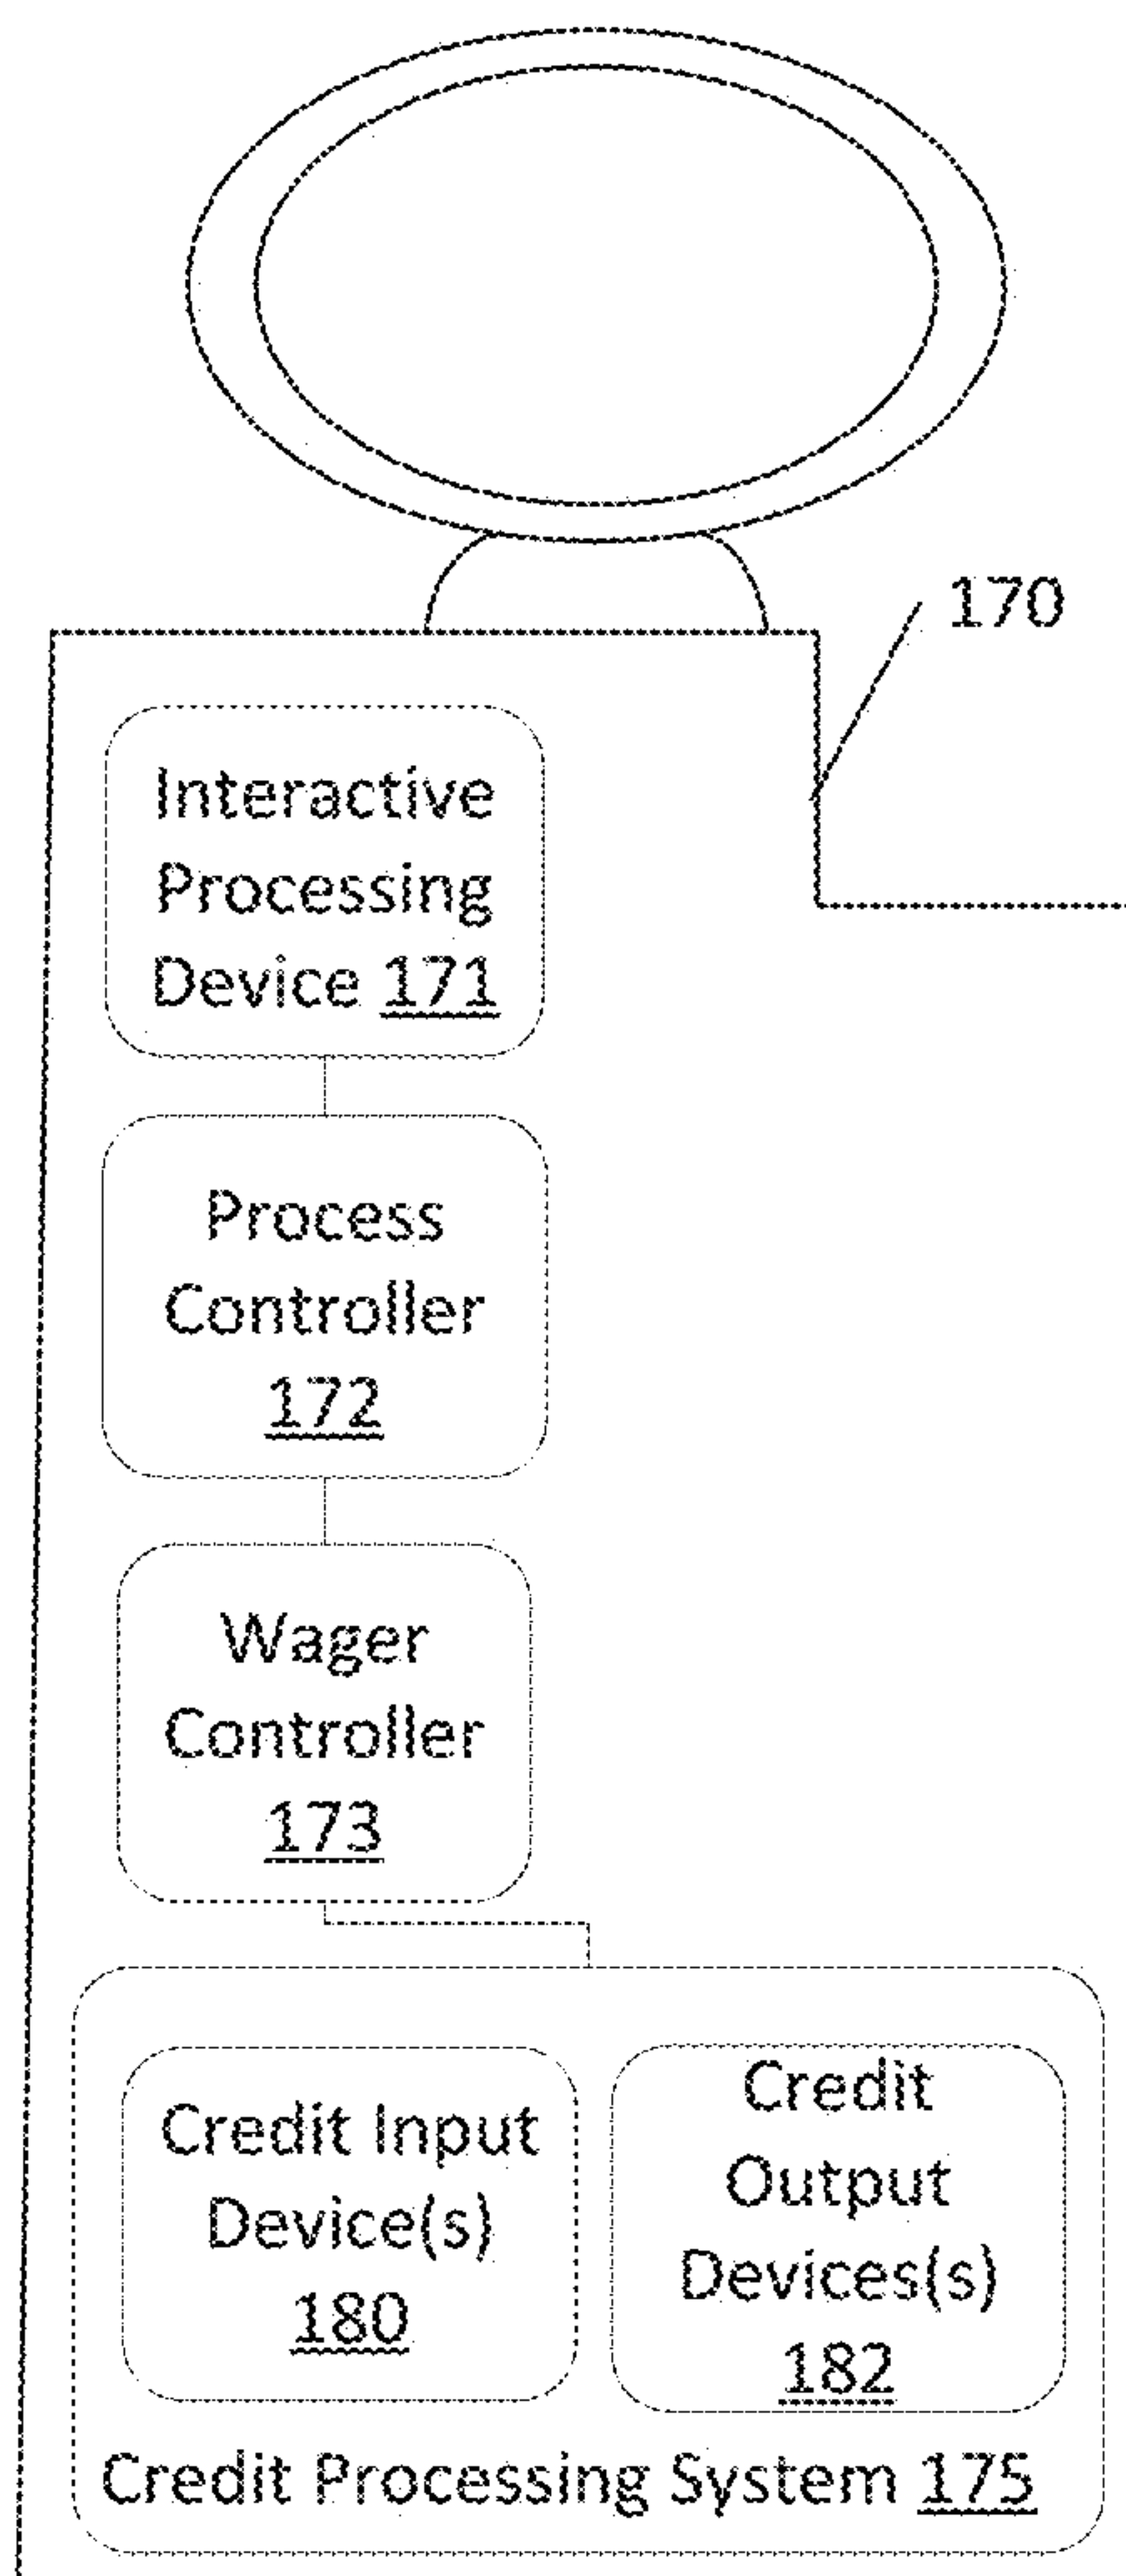 170
Interactive
Processing
Device 171
Process
Controller
172
Wager
Controller
173
Credit Input
Device(s)
180
Credit
Output
Devices(s)
182
Credit Processing System 175